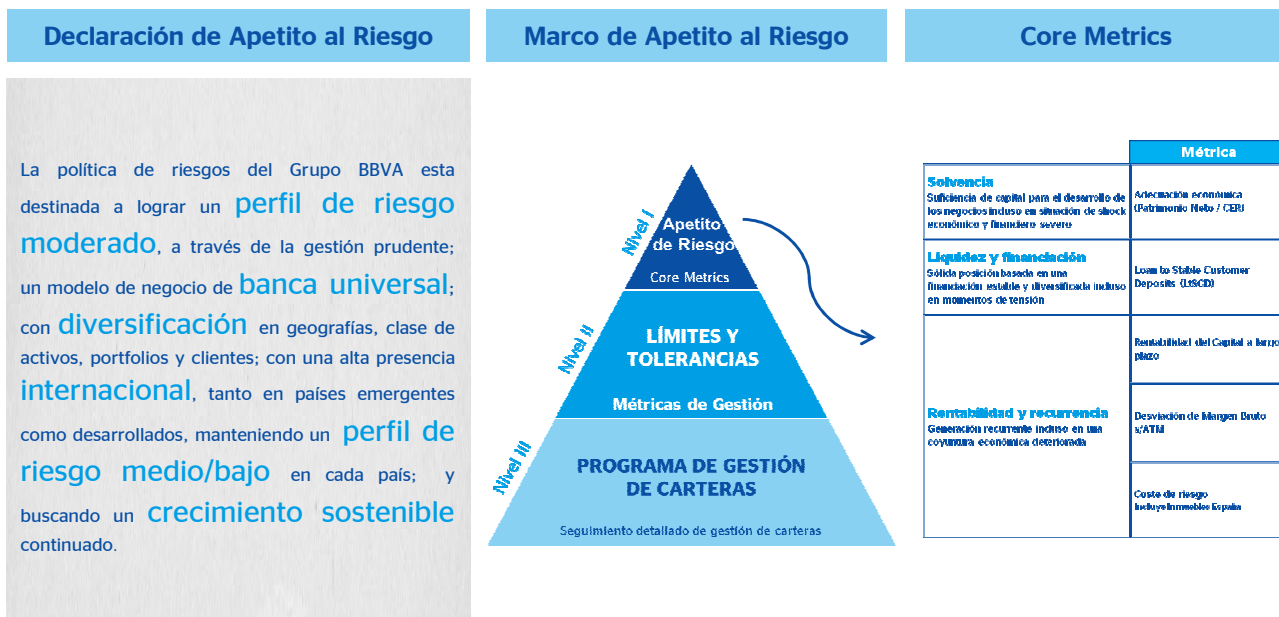 Declaración de Apetito al Riesgo
La política de riesgos del Grupo BBVA esta
destinada a lograr un perfil de riesgo
moderado, a través de la gestión prudente;
un modelo de negocio de banca universal;
con diversificación en geografías, clase de
activos, portfolios y clientes; con una alta presencia
internacional, tanto en países emergentes
como desarrollados, manteniendo un perfil de
riesgo medio/bajo en cada país; y
buscando un crecimiento sostenible
continuado.
Marco de Apetito al Riesgo
Nivel I
Apetito
de Riesgo
Core Metrics
Nivel II
LÍMITES Y
TOLERANCIAS
Métricas de Gestión
Nivel III
PROGRAMA DE GESTIÓN
DE CARTERAS
Seguimiento detallado de gestión de carteras
Core Metrics
Métrica
Solvencia
Suficiencia de capital para el desarrollo de
los negocios incluso en situación de shock
económico y financiero severo
Adecuación económica
(Patrimonio Neto / CER)
Liquidez y financiación
Sólida posición basada en una
financiación estable y diversificada incluso
en momentos de tensión
Loan to Stable Customer
Deposits (LtSCD)
Rentabilidad y recurrencia
Generación recurrente incluso en una
coyuntura económica deteriorada
Rentabilidad del Capital a largo
plazo
Desviación de Margen Bruto
s/ATM
Coste de riesgo
Incluye Inmuebles España